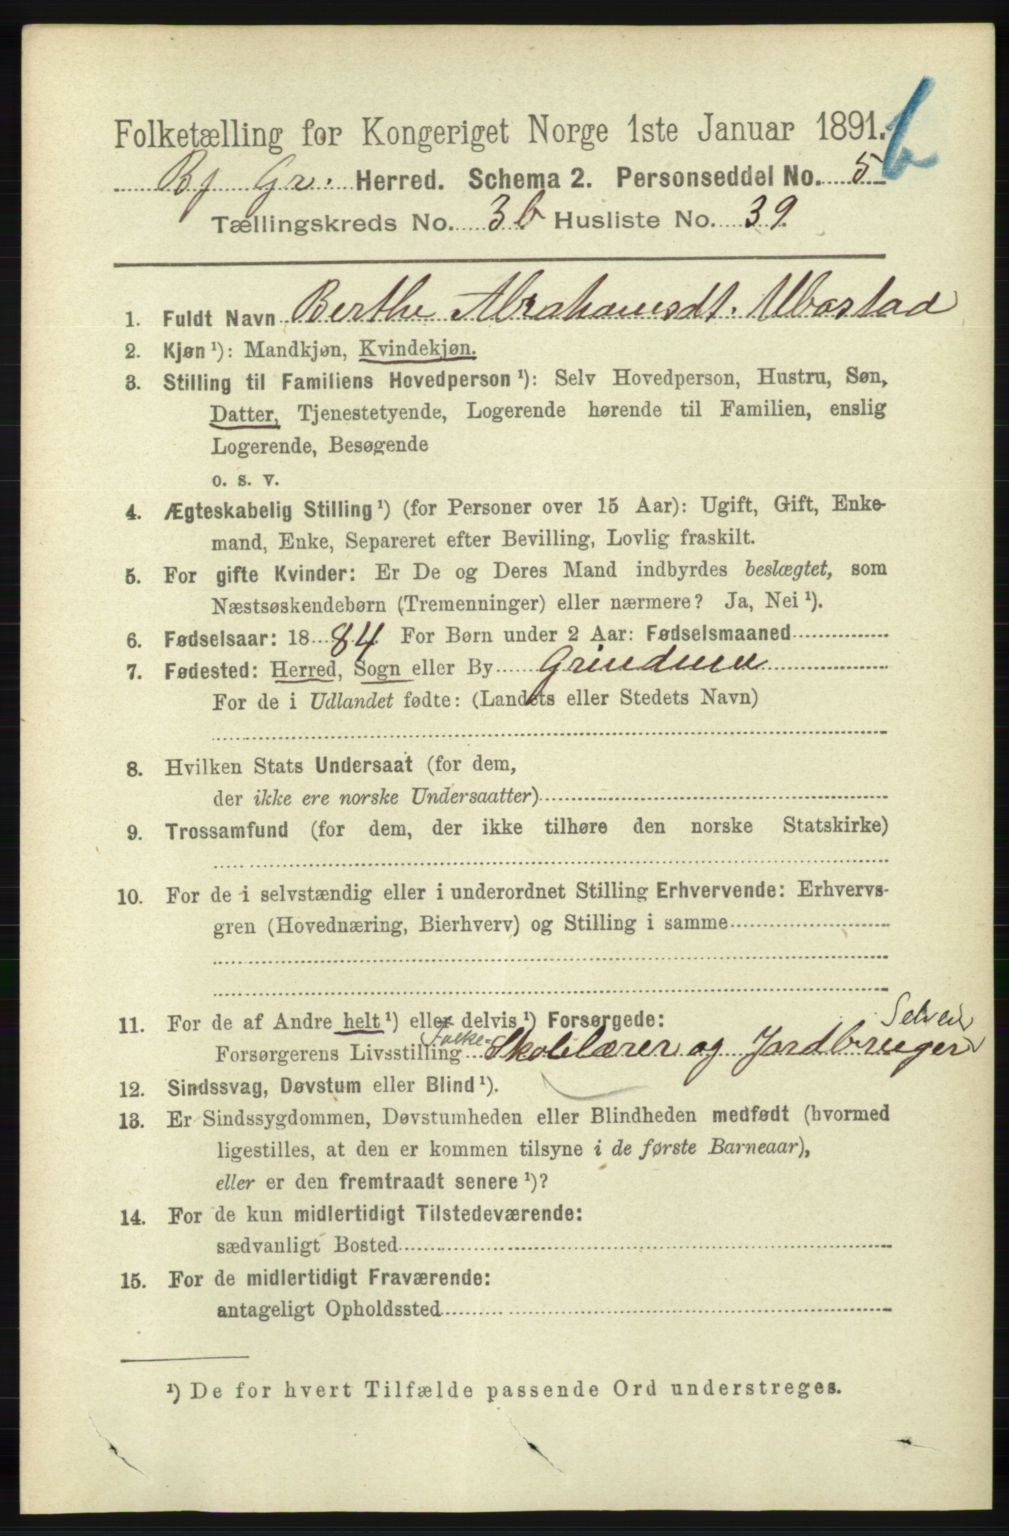 Folketælling for Kongeriget Norge 1ste Januar 1891.
b
Bj Gr. Herred. Schema 2. Personseddel No. 5
Tællingskreds No. 3b Husliste No. 39.
1. Fuldt Navn Berthe Abrahamsdt. Ubostad
2. Kjøn ¹): Mandkjøn, Kvindekjøn.
3. Stilling til Familiens Hovedperson ¹): Selv Hovedperson, Hustru, Søn,
Datter, Tjenestetyende, Logerende hørende til Familien, enslig
Logerende, Besøgende
o. s. v.
4. Ægteskabelig Stilling ¹) (for Personer over 15 Aar): Ugift, Gift, Enke-
mand, Enke, Separeret efter Bevilling, Lovlig fraskilt.
5. For gifte Kvinder: Er De og Deres Mand indbyrdes beslægtet, som
Næstsøskendebørn (Tremenninger) eller nærmere? Ja, Nei ¹).
6. Fødselsaar: 1884 For Børn under 2 Aar: Fødselsmaaned
7. Fødested: Herred, Sogn eller By Grindum
For de i Udlandet fødte: (Landets eller Stedets Navn)
8. Hvilken Stats Undersaat (for dem,
der ikke ere norske Undersaatter)
9. Trossamfund (for dem, der ikke tilhøre den norske Statskirke)
10. For de i selvstændig eller i underordnet Stilling Erhvervende: Erhvervs-
gren (Hovednæring, Bierhverv) og Stilling i samme
11. For de af Andre helt ¹) eller delvis ¹) Forsørgede:
Selveier
Folke-
Forsørgerens Livsstilling Skolelærer og Jordbruger
12. Sindssvag, Døvstum eller Blind ¹).
13. Er Sindssygdommen, Døvstumheden eller Blindheden medfødt (hvormed
ligestilles, at den er kommen tilsyne i de første Barneaar),
eller er den fremtraadt senere ¹)?
14. For de kun midlertidigt Tilstedeværende:
sædvanligt Bosted
15. For de midlertidigt Fraværende:
antageligt Opholdssted
¹) De for hvert Tilfælde passende Ord understreges.